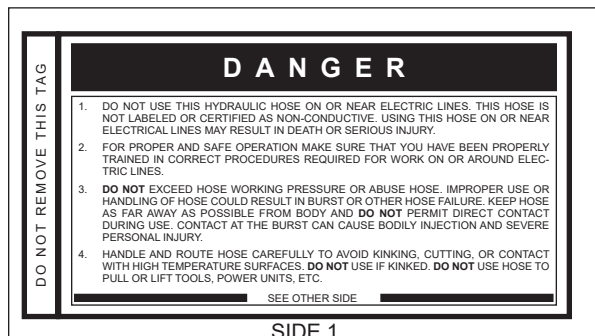 DO NOT REMOVE THIS TAG
DANGER
1. DO NOT USE THIS HYDRAULIC HOSE ON OR NEAR ELECTRIC LINES. THIS HOSE IS
NOT LABELED OR CERTIFIED AS NON-CONDUCTIVE. USING THIS HOSE ON OR NEAR
ELECTRICAL LINES MAY RESULT IN DEATH OR SERIOUS INJURY.
2. FOR PROPER AND SAFE OPERATION MAKE SURE THAT YOU HAVE BEEN PROPERLY
TRAINED IN CORRECT PROCEDURES REQUIRED FOR WORK ON OR AROUND ELEC-
TRIC LINES.
3. DO NOT EXCEED HOSE WORKING PRESSURE OR ABUSE HOSE. IMPROPER USE OR
HANDLING OF HOSE COULD RESULT IN BURST OR OTHER HOSE FAILURE. KEEP HOSE
AS FAR AWAY AS POSSIBLE FROM BODY AND DO NOT PERMIT DIRECT CONTACT
DURING USE. CONTACT AT THE BURST CAN CAUSE BODILY INJECTION AND SEVERE
PERSONAL INJURY.
4. HANDLE AND ROUTE HOSE CAREFULLY TO AVOID KINKING, CUTTING, OR CONTACT
WITH HIGH TEMPERATURE SURFACES. DO NOT USE IF KINKED. DO NOT USE HOSE TO
PULL OR LIFT TOOLS, POWER UNITS, ETC.
SEE OTHER SIDE
SIDE 1